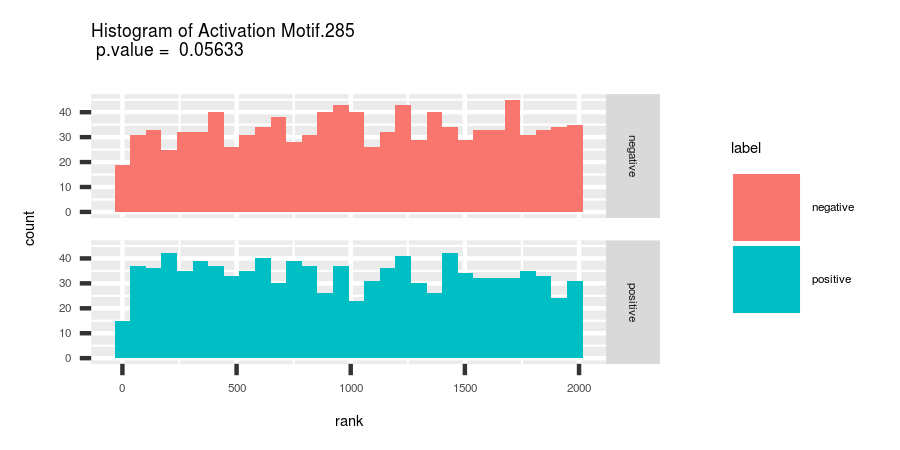 Histogram of Activation Motif.285
p.value =  0.05633
count
40
30
20
10
0
negative
40
30
20
10
0
positive
0
500
1000
1500
2000
rank
label
negative
positive